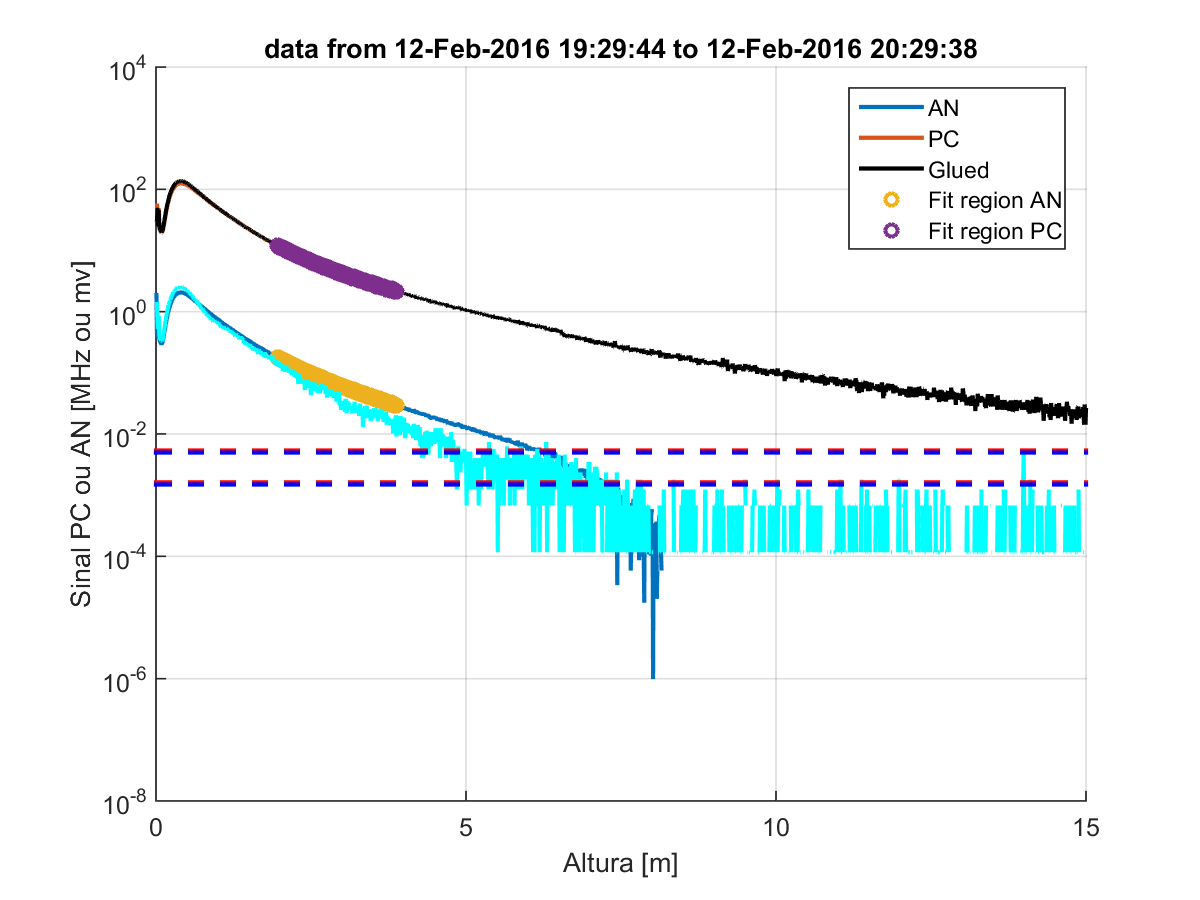 data from 12-Feb-2016 19:29:44 to 12-Feb-2016 20:29:38
10^4
10^2
10^0
10^-2
10^-4
10^-6
10^-8
Sinal PC ou AN [MHz ou mv]
AN
PC
Glued
Fit region AN
Fit region PC
0
5
10
15
Altura [m]